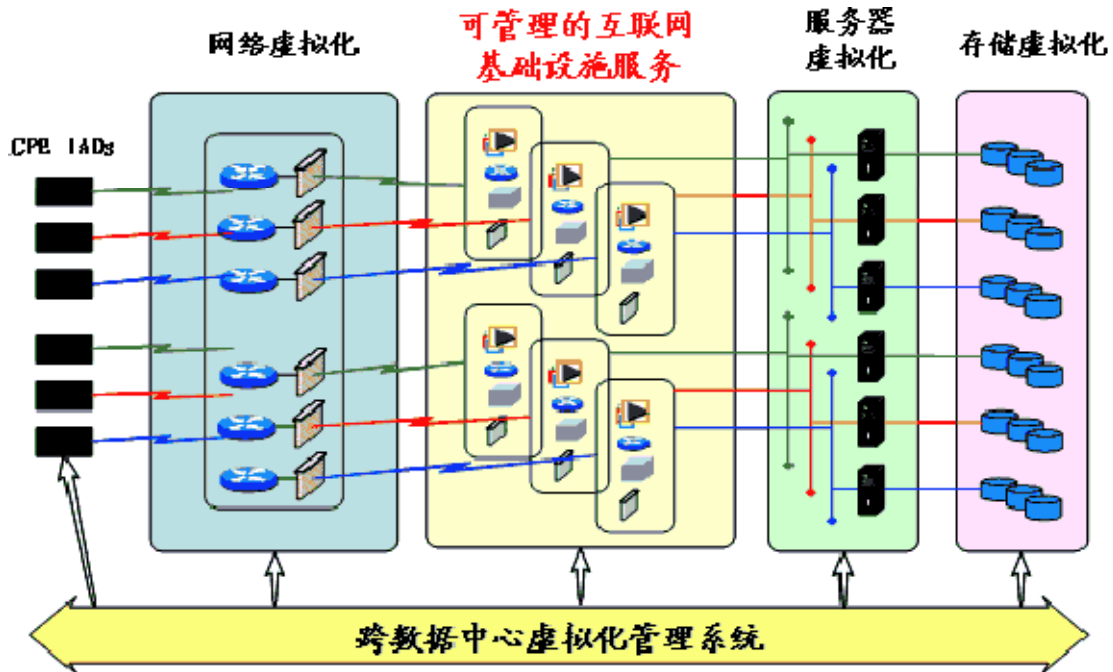 网络虚拟化
可管理的互联网
基础设施服务
服务器
虚拟化
存储虚拟化
CPE IADs
跨数据中心虚拟化管理系统